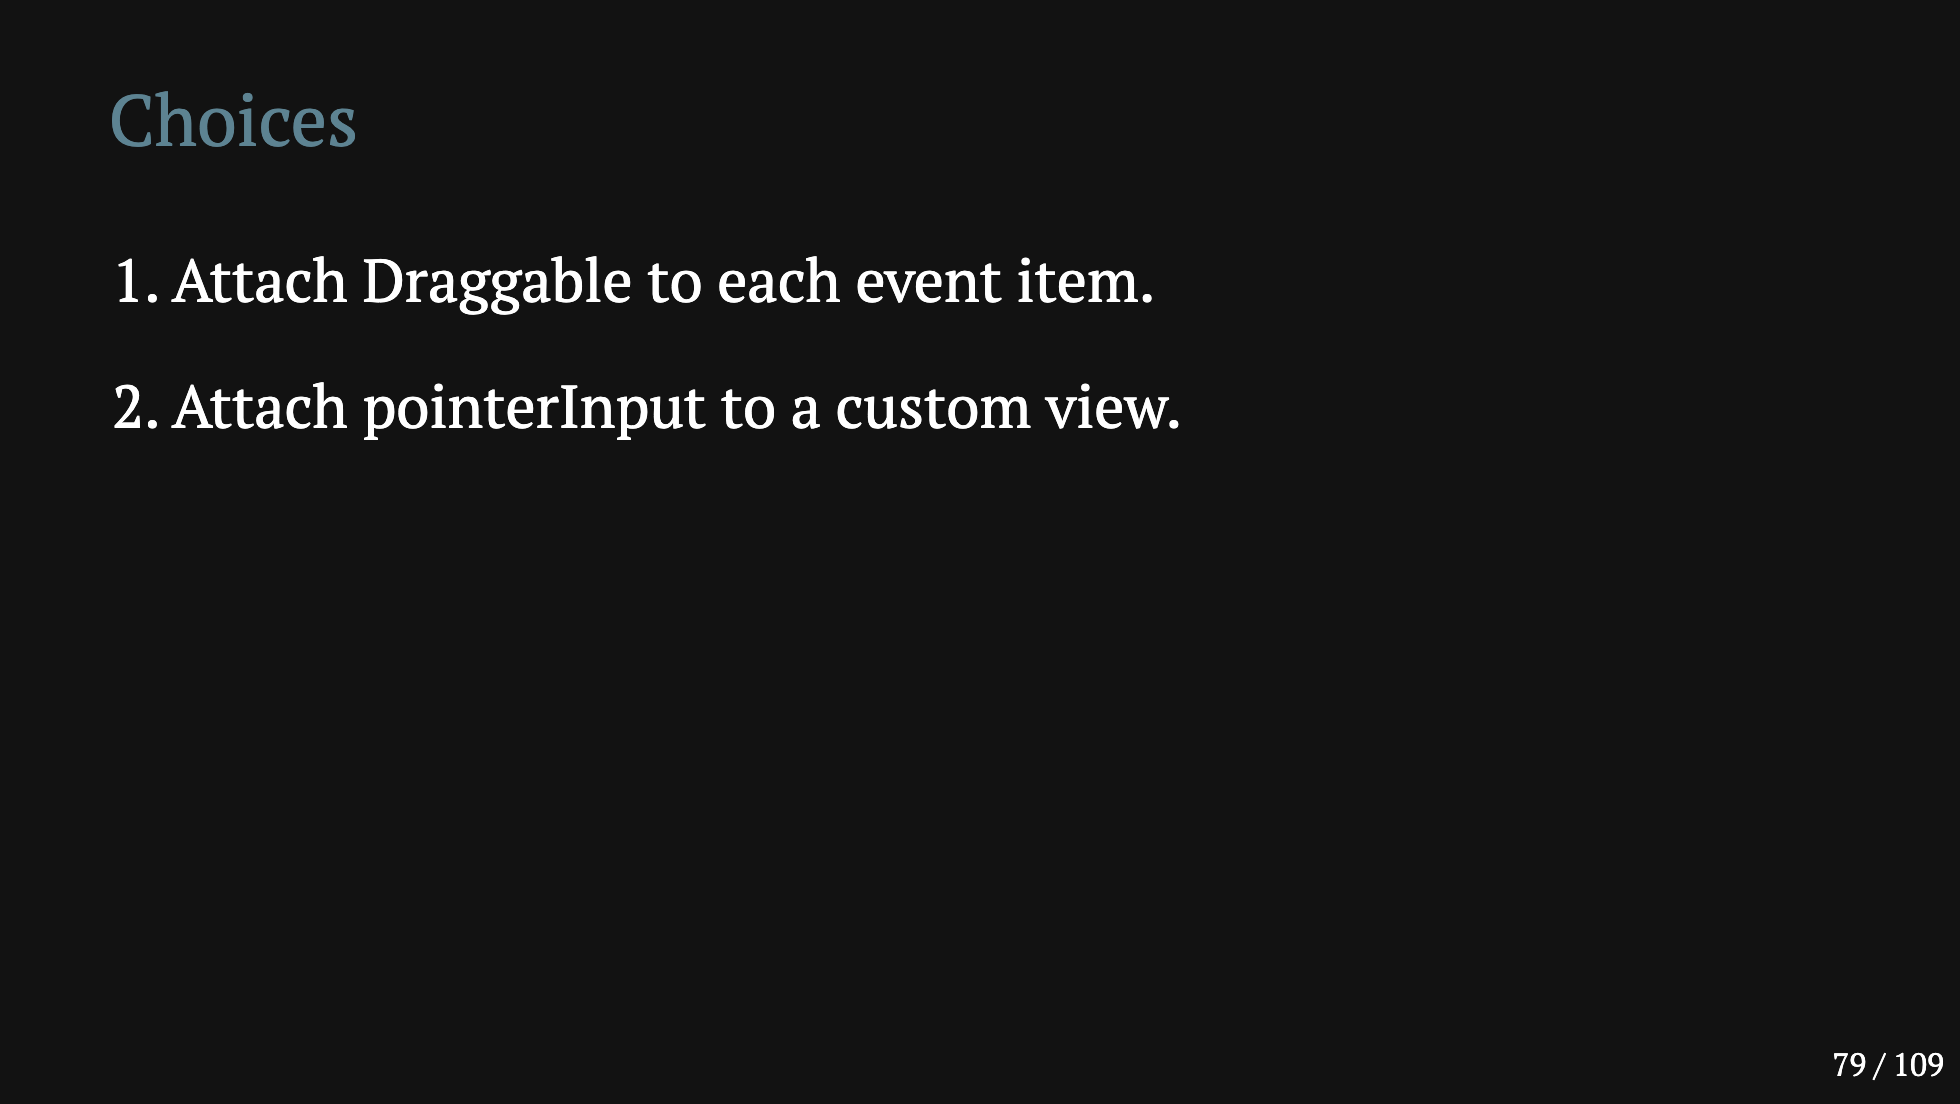 Choices
1. Attach Draggable to each event item.
2. Attach pointerInput to a custom view.
79 / 109